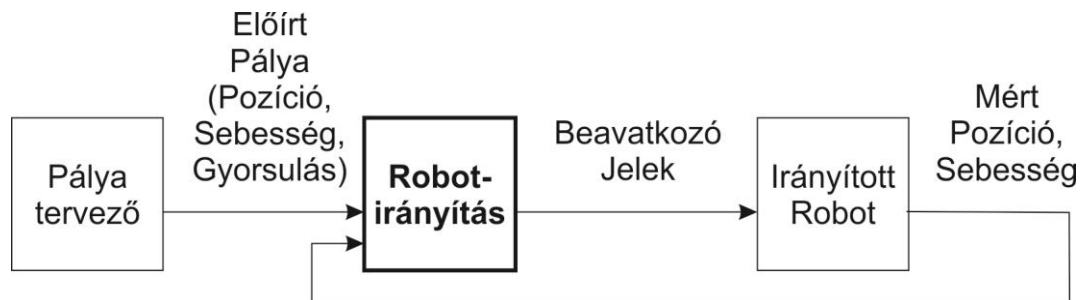 Pálya
tervező
Előírt
Pálya
(Pozíció,
Sebesség,
Gyorsulás)
Robot-
irányítás
Beavatkozó
Jelek
Irányított
Robot
Mért
Pozíció,
Sebesség